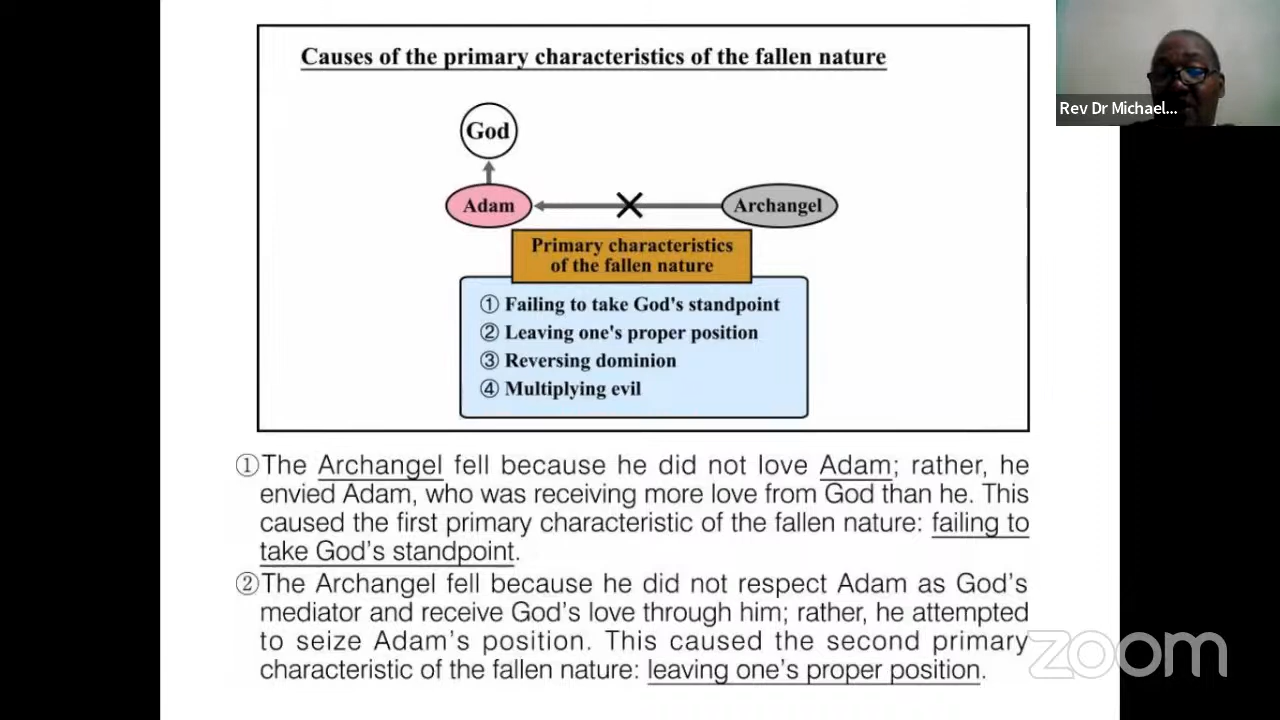 Causes of the primary characteristics of the fallen nature
God
Adam
Archangel
Primary characteristics
of the fallen nature
① Failing to take God's standpoint
② Leaving one's proper position
③ Reversing dominion
④ Multiplying evil
①The Archangel fell because he did not love Adam; rather, he
envied Adam, who was receiving more love from God than he. This
caused the first primary characteristic of the fallen nature: failing to
take God's standpoint.
②The Archangel fell because he did not respect Adam as God's
mediator and receive God's love through him; rather, he attempted
to seize Adam's position. This caused the second primary
characteristic of the fallen nature: leaving one's proper position.
Rev Dr Michael...
zoom